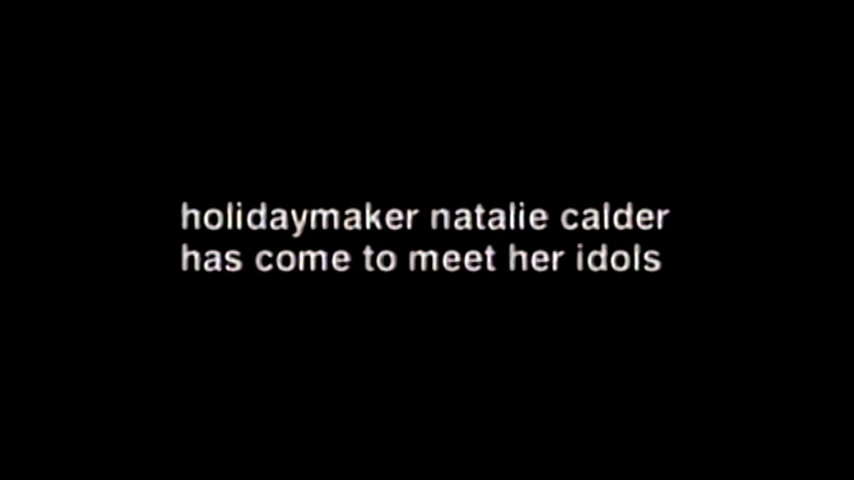 holidaymaker natalie calder
has come to meet her idols